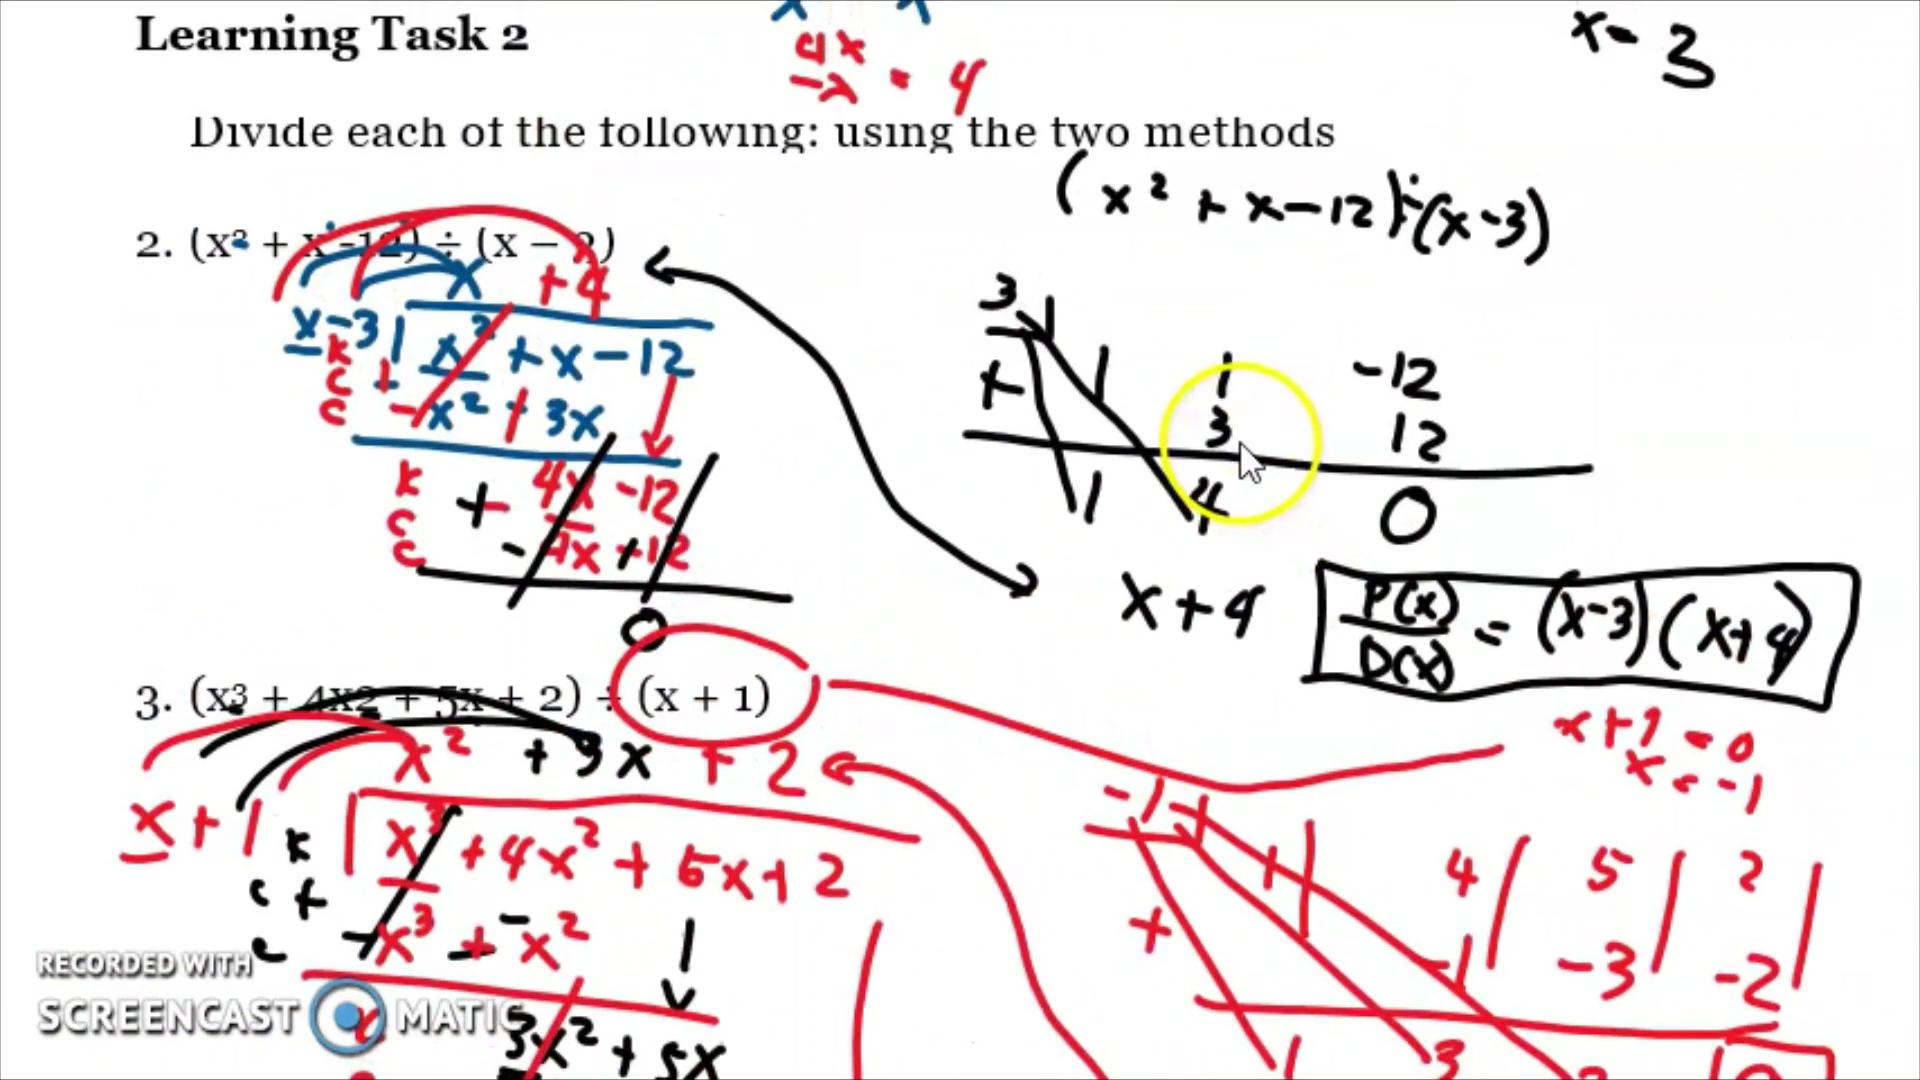 Learning Task 2
4x
= 4
x = 3
Divide each of the following: using the two methods
(x² + x - 12) ÷ (x - 3)
2. (x² + x -12) ÷ (x –
x + 4
x - 3 x² + x - 12
K C C
- x² + 3x
K C C
+ 4x - 12
- 4x + 12
0
3 1 1 -12
+ 3 12
1 4 0
x + 4
P(x)/D(x) = (x-3)(x+4)
3. (x3 + 4x2 + 5x + 2) ÷ (x + 1)
x² + 3x + 2
x + 1 x³ + 4x² + 5x + 2
K C C
+
- x³ + - x²
3x² + 5x
x + 1 = 0
x = -1
-1 1 4 5 2
+ -1 -3 -2
1 3
RECORDED WITH
SCREENCAST MATIC